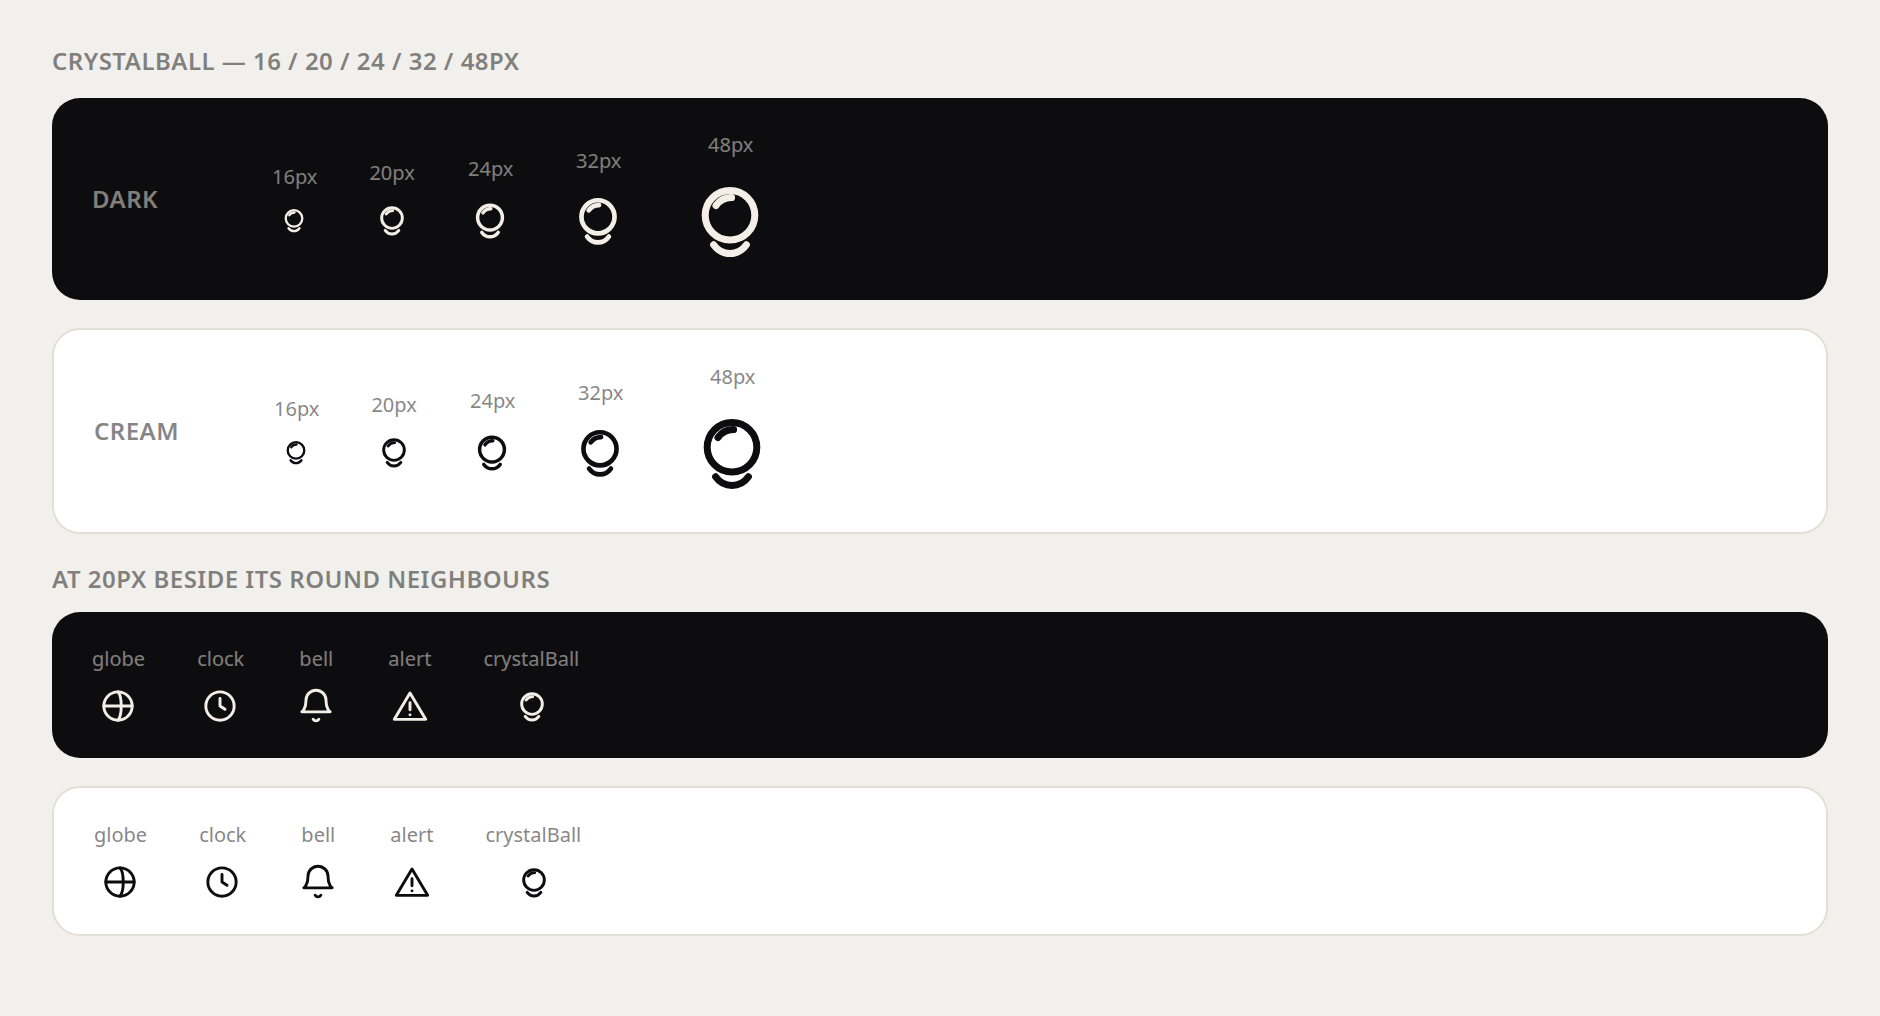 CRYSTALBALL — 16 / 20 / 24 / 32 / 48PX
DARK 16px 20px 24px 32px 48px
CREAM 16px 20px 24px 32px 48px
AT 20PX BESIDE ITS ROUND NEIGHBOURS
globe clock bell alert crystalBall
globe clock bell alert crystalBall